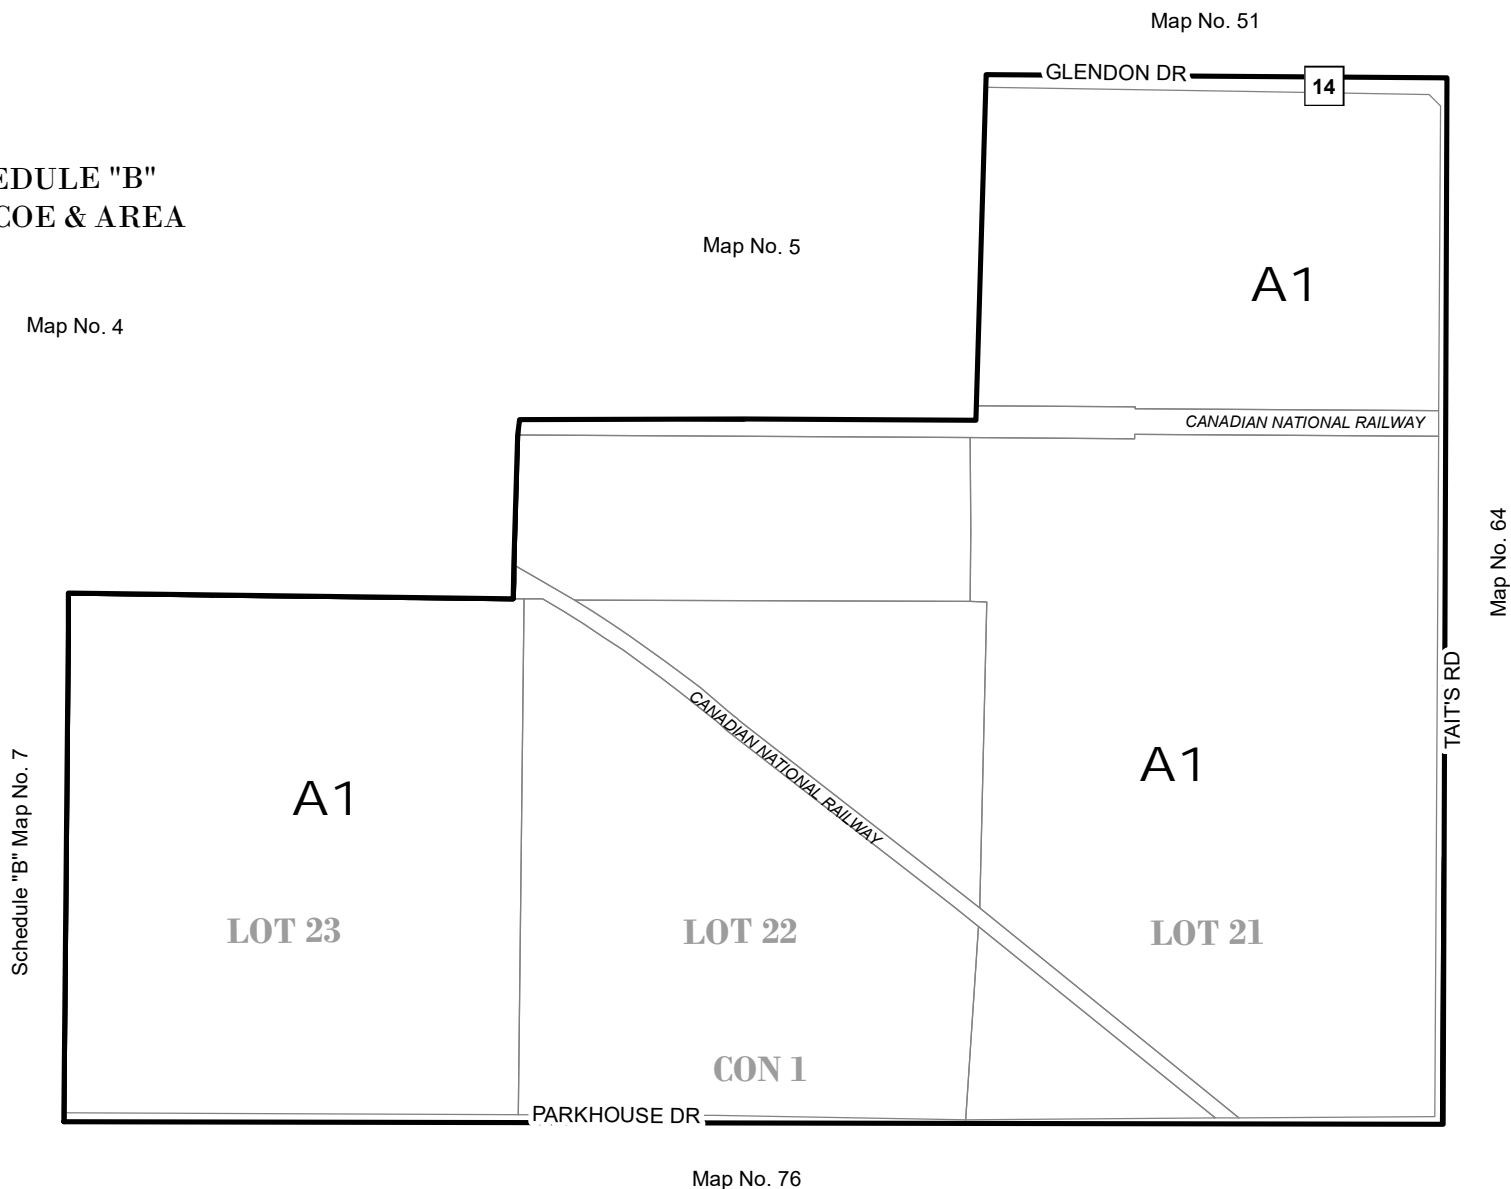 Map No. 51
GLENDON DR
14
EDULE "B"
COE & AREA
Map No. 5
A1
Map No. 4
CANADIAN NATIONAL RAILWAY
Map No. 64
TAIT'S RD
CANADIAN NATIONAL RAILWAY
A1
A1
Schedule "B" Map No. 7
LOT 23
LOT 22
LOT 21
CON 1
PARKHOUSE DR
Map No. 76